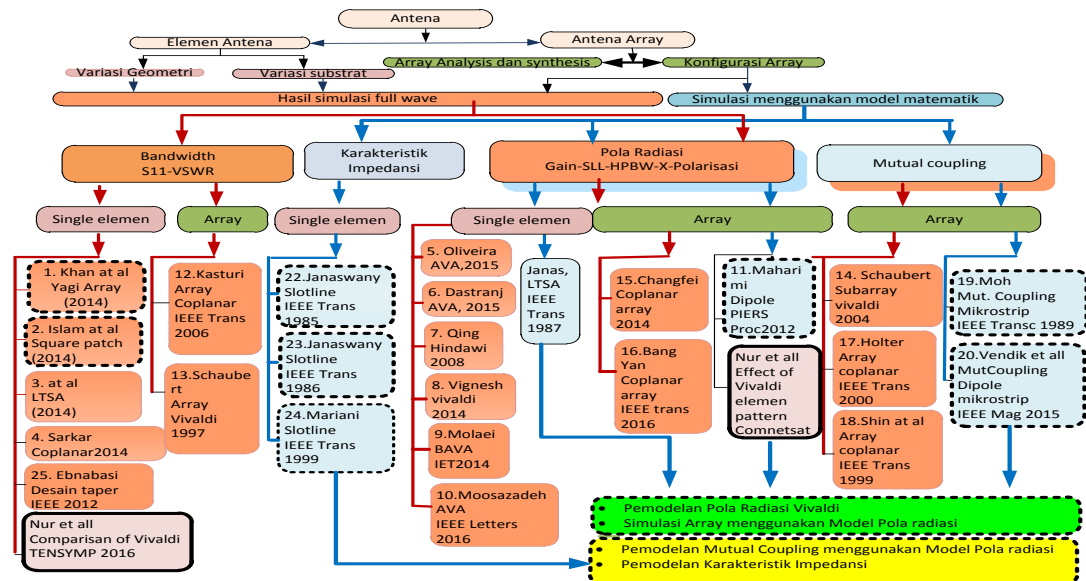 Antena
Elemen Antena
Antena Array
Variasi Geometri
Variasi substrat
Array Analysis dan synthesis
Konfigurasi Array
Hasil simulasi full wave
Simulasi menggunakan model matematik
Bandwidth
S11-VSWR
Karakteristik
Impedansi
Pola Radiasi
Gain-SLL-HPBW-X-Polarisasi
Mutual coupling
Single elemen
Array
Single elemen
Single elemen
Array
Array
1. Khan at al
Yagi Array
(2014)
2. Islam at al
Square patch
(2014)
3. at al
LTSA
(2014)
4. Sarkar
Coplanar2014
25. Ebnabasi
Desain taper
IEEE 2012
Nur et all
Comparison of Vivaldi
TENSYMP 2016
12.Kasturi
Array
Coplanar
IEEE Trans
2006
13.Schaube
rt
Array
Vivaldi
1997
22.Janaswany
Slotline
IEEE Trans
1985
23.Janaswany
Slotline
IEEE Trans
1986
24.Mariani
Slotline
IEEE Trans
1999
5. Oliveira
AVA,2015
6. Dastranj
AVA, 2015
7. Qing
Hindawi
2008
8. Vignesh
vivaldi
2014
9.Molaei
BAVA
IET2014
10.Moosazadeh
AVA
IEEE Letters
2016
Janas,
LTSA
IEEE
Trans
1987
15.Changfei
Coplanar
array
2014
16.Bang
Yan
Coplanar
array
IEEE trans
2016
11.Mahari
mi
Dipole
PIERS
Proc2012
Nur et all
Effect of
Vivaldi
elemen
pattern
Comnetsat
14. Schaubert
Subarray
vivaldi
2004
17.Holter
Array
coplanar
IEEE Trans
2000
18.Shin at al
Array
coplanar
IEEE Trans
1999
19.Moh
Mut. Coupling
Mikrostrip
IEEE Transc 1989
20.Vendik et all
MutCoupling
Dipole
mikrostrip
IEEE Mag 2015
• Pemodelan Pola Radiasi Vivaldi
• Simulasi Array menggunakan Model Pola radiasi
• Pemodelan Mutual Coupling menggunakan Model Pola radiasi
• Pemodelan Karakteristik Impedansi